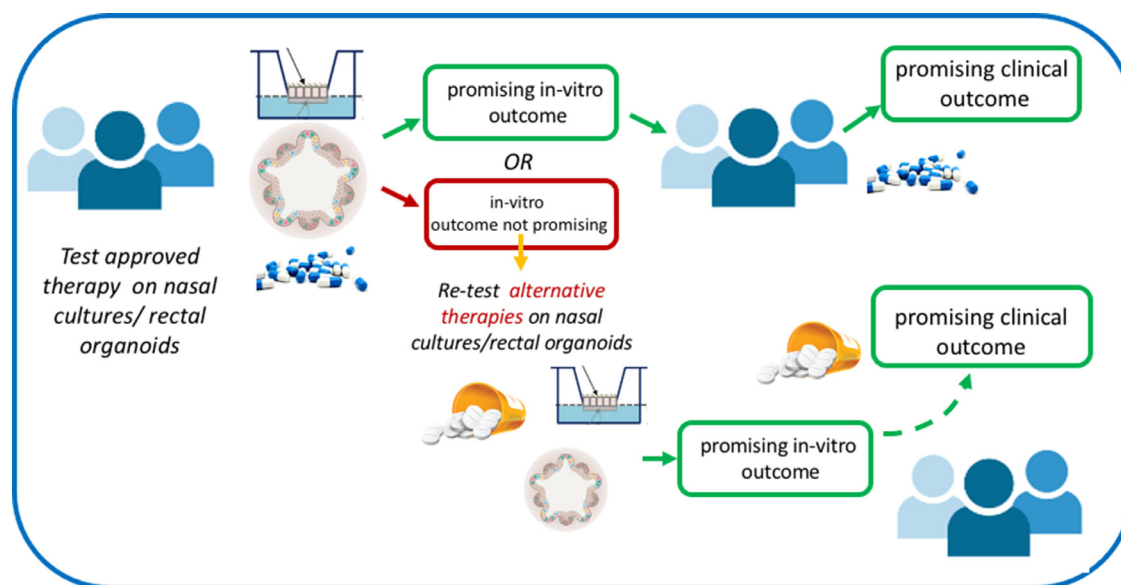 Test approved
therapy on nasal
cultures/ rectal
organoids
promising in-vitro
outcome
OR
in-vitro
outcome not promising
Re-test alternative
therapies on nasal
cultures/rectal organoids
promising clinical
outcome
promising in-vitro
outcome
promising clinical
outcome